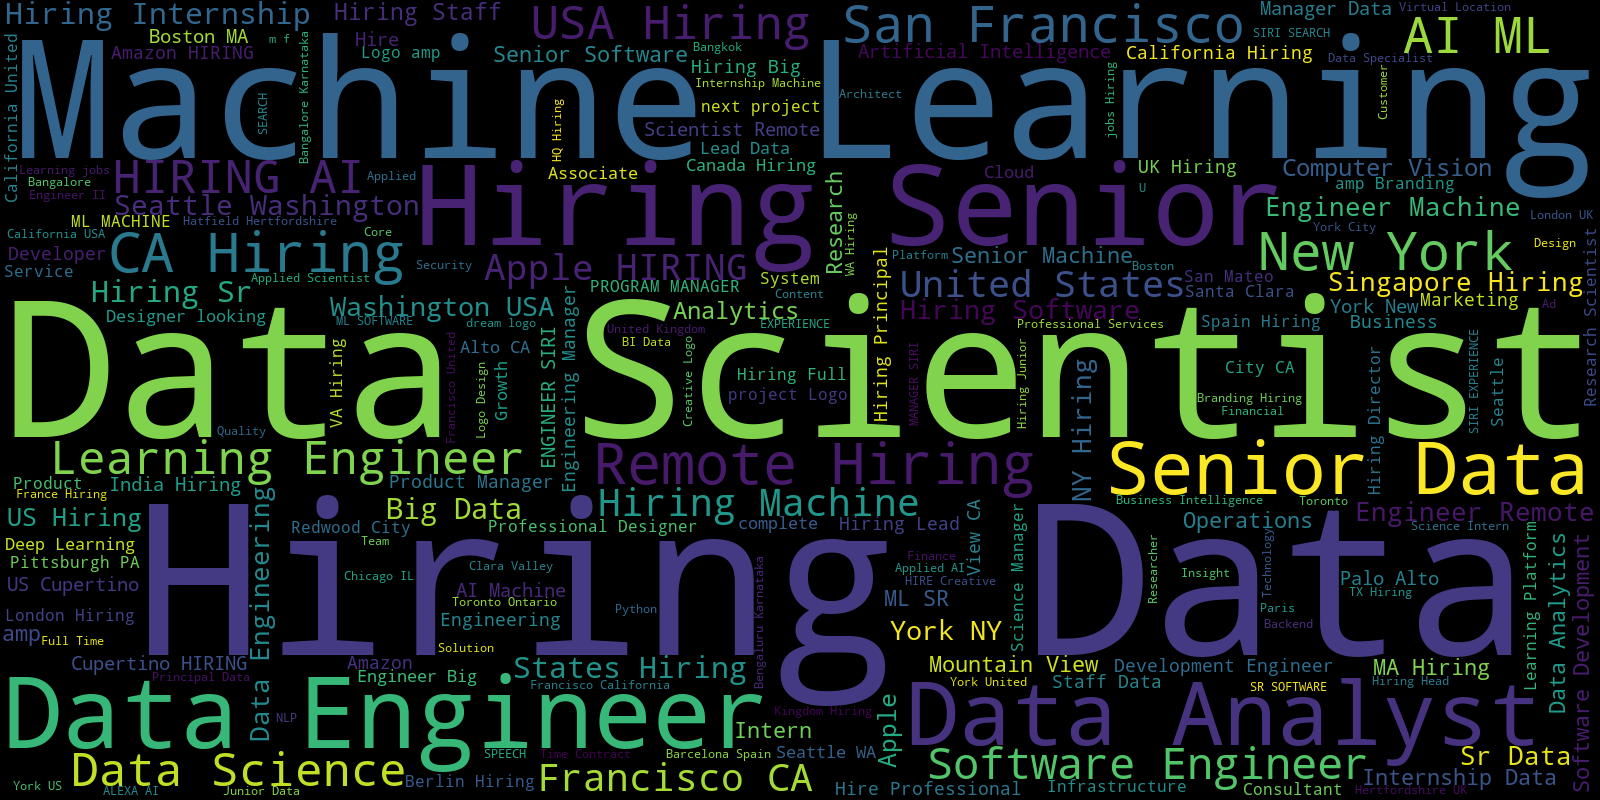 Hiring Internship
Hiring Staff
USA Hiring
San Francisco
Manager Data
Virtual Location
Boston MA
m f
Hire
SIRI SEARCH
AI ML
Amazon HIRING
Logo amp
Senior Software
Bangkok
Artificial Intelligence
California Hiring
Data Specialist
California United
Machine Learning
Bangalore Karnataka
SEARCH
Hiring Big
Internship Machine
next project
Architect
Customer
jobs Hiring
HQ Hiring
Scientist Remote
Lead Data
Learning jobs
Bangalore
Engineer II
HIRING AI
Applied
Associate
Canada Hiring
Cloud
UK Hiring
Computer Vision
U
amp Branding
Seattle Washington
Hiring
Senior
Research
WA Hiring
Engineer Machine
London UK
ML MACHINE
Hatfield Hertfordshire
California USA
Core
York City
Developer
CA Hiring
Apple HIRING
Platform
Senior Machine
Boston
New York
Design
Service
Security
Applied Scientist
System
United States
San Mateo
Santa Clara
Singapore Hiring
Research Scientist
Hiring Sr
PROGRAM MANAGER
Content
Hiring Principal
Designer looking
Washington USA
Analytics
Hiring Software
York New
Marketing
Ad
ML SOFTWARE
dream logo
EXPERIENCE
Professional Services
Spain Hiring
Business
United Kingdom
BI Data
Data Scientist
VA Hiring
Alto CA
Francisco United
Logo Design
Growth
ENGINEER SIRI
Engineering Manager
Creative Logo
Hiring Full
project Logo
MANAGER SIRI
Hiring Junior
NY Hiring
City CA
Branding Hiring
Financial
Hiring Director
SIRI EXPERIENCE
Seattle
Quality
Learning Engineer
Remote Hiring
Senior Data
Product
India Hiring
Product Manager
France Hiring
Business Intelligence
Toronto
US Hiring
Big Data
Hiring Machine
Engineer Remote
Redwood City
Professional Designer
complete
Hiring Lead
View CA
Operations
Science Intern
Deep Learning
Team
Pittsburgh PA
Data Engineering
Hiring Data
Chicago IL
Clara Valley
Finance
Applied AI
HIRE Creative
Science Manager
Researcher
Insight
Technology
Palo Alto
TX Hiring
Learning Platform
Data Analytics
Software Development
US Cupertino
AI Machine
Toronto Ontario
Python
Bengaluru Karnataka
ML SR
Paris
Backend
London Hiring
Engineering
amp
Full Time
York NY
Solution
Cupertino HIRING
Amazon
States Hiring
Mountain View
Development Engineer
MA Hiring
Principal Data
Engineer Big
Francisco California
York United
Staff Data
SR SOFTWARE
Hiring Head
Data Engineer
NLP
Kingdom Hiring
Apple
Data Analyst
Intern
SPEECH
Time Contract
Barcelona Spain
Seattle WA
Data Science
Software Engineer
Sr Data
York US
ALEXA AI
Junior Data
Berlin Hiring
Francisco CA
Hire Professional
Infrastructure
Consultant
Internship Data
Hertfordshire UK